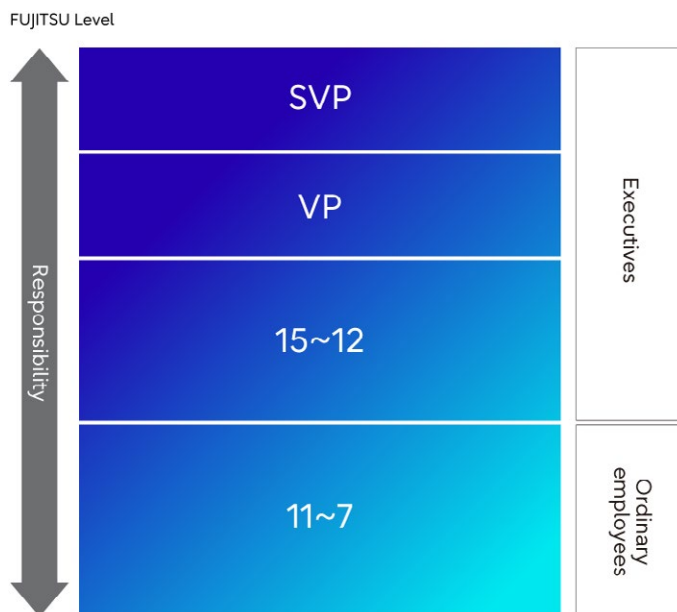 FUJITSU Level
Responsibility
SVP
VP
15~12
11~7
Executives
Ordinary
employees